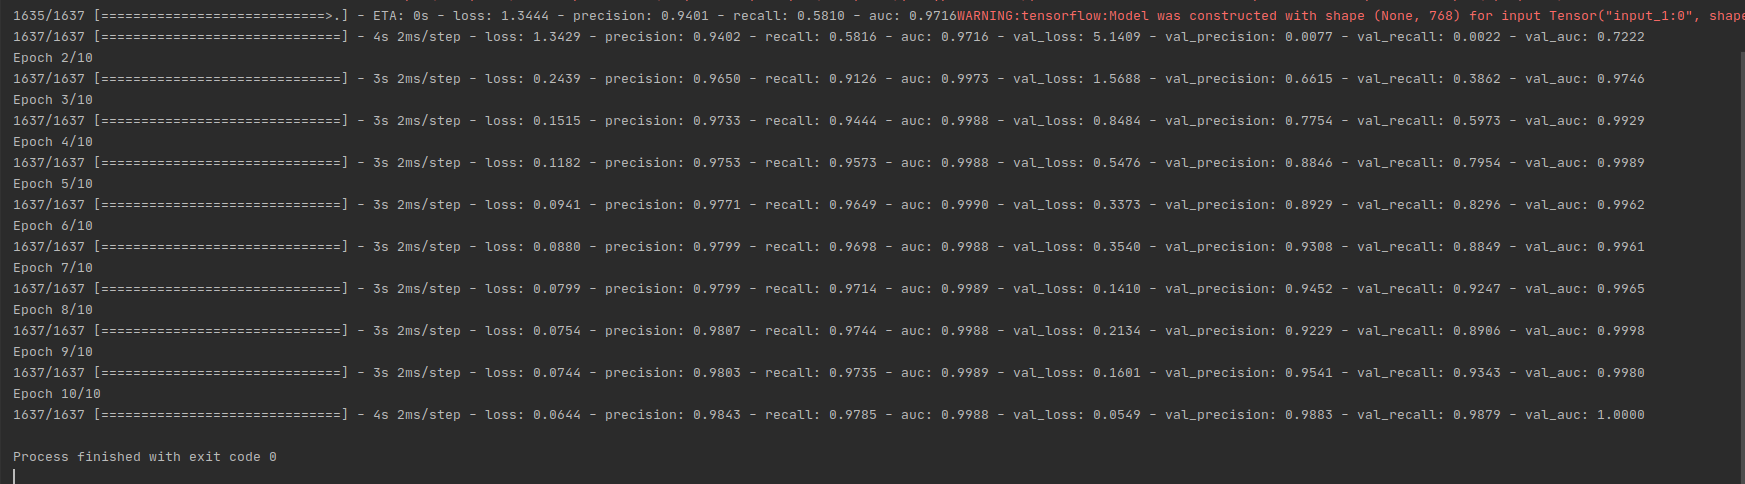 1635/1637 [============================>.] - ETA: 0s - loss: 1.3444 - precision: 0.9401 - recall: 0.5810 - auc: 0.9716WARNING:tensorflow:Model was constructed with shape (None, 768) for input Tensor("input_1:0", shape
1637/1637 [==============================] - 4s 2ms/step - loss: 1.3429 - precision: 0.9402 - recall: 0.5816 - auc: 0.9716 - val_loss: 5.1409 - val_precision: 0.0077 - val_recall: 0.0022 - val_auc: 0.7222
Epoch 2/10
1637/1637 [==============================] - 3s 2ms/step - loss: 0.2439 - precision: 0.9650 - recall: 0.9126 - auc: 0.9973 - val_loss: 1.5688 - val_precision: 0.6615 - val_recall: 0.3862 - val_auc: 0.9746
Epoch 3/10
1637/1637 [==============================] - 3s 2ms/step - loss: 0.1515 - precision: 0.9733 - recall: 0.9444 - auc: 0.9988 - val_loss: 0.8484 - val_precision: 0.7754 - val_recall: 0.5973 - val_auc: 0.9929
Epoch 4/10
1637/1637 [==============================] - 3s 2ms/step - loss: 0.1182 - precision: 0.9753 - recall: 0.9573 - auc: 0.9988 - val_loss: 0.5476 - val_precision: 0.8846 - val_recall: 0.7954 - val_auc: 0.9989
Epoch 5/10
1637/1637 [==============================] - 3s 2ms/step - loss: 0.0941 - precision: 0.9771 - recall: 0.9649 - auc: 0.9990 - val_loss: 0.3373 - val_precision: 0.8929 - val_recall: 0.8296 - val_auc: 0.9962
Epoch 6/10
1637/1637 [==============================] - 3s 2ms/step - loss: 0.0880 - precision: 0.9799 - recall: 0.9698 - auc: 0.9988 - val_loss: 0.3540 - val_precision: 0.9308 - val_recall: 0.8849 - val_auc: 0.9961
Epoch 7/10
1637/1637 [==============================] - 3s 2ms/step - loss: 0.0799 - precision: 0.9799 - recall: 0.9714 - auc: 0.9989 - val_loss: 0.1410 - val_precision: 0.9452 - val_recall: 0.9247 - val_auc: 0.9965
Epoch 8/10
1637/1637 [==============================] - 3s 2ms/step - loss: 0.0754 - precision: 0.9807 - recall: 0.9744 - auc: 0.9988 - val_loss: 0.2134 - val_precision: 0.9229 - val_recall: 0.8906 - val_auc: 0.9998
Epoch 9/10
1637/1637 [==============================] - 3s 2ms/step - loss: 0.0744 - precision: 0.9803 - recall: 0.9735 - auc: 0.9989 - val_loss: 0.1601 - val_precision: 0.9541 - val_recall: 0.9343 - val_auc: 0.9980
Epoch 10/10
1637/1637 [==============================] - 4s 2ms/step - loss: 0.0644 - precision: 0.9843 - recall: 0.9785 - auc: 0.9988 - val_loss: 0.0549 - val_precision: 0.9883 - val_recall: 0.9879 - val_auc: 1.0000
Process finished with exit code 0